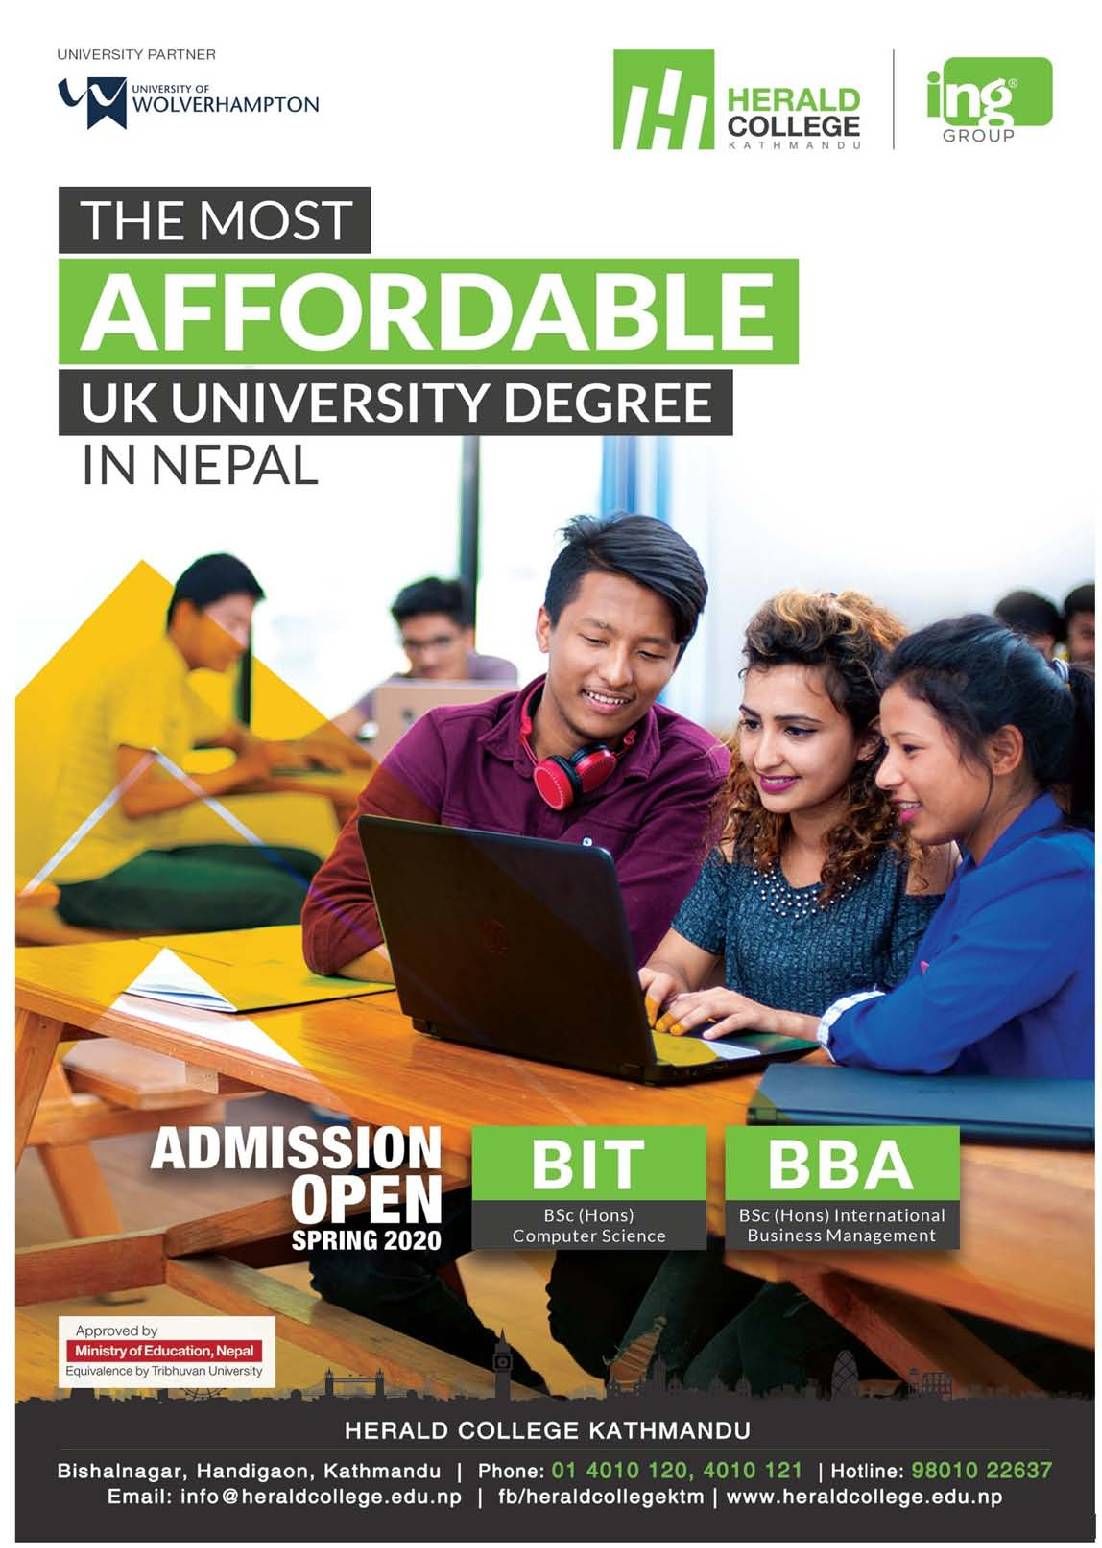 UNIVERSITY PARTNER
UNIVERSITY OF
WOLVERHAMPTON
HERALD
COLLEGE
KATHMANDU
ing®
GROUP
THE MOST
AFFORDABLE
UK UNIVERSITY DEGREE
IN NEPAL
ADMISSION
OPEN
SPRING 2020
BIT
BSc (Hons)
Computer Science
BBA
BSc (Hons) International
Business Management
Approved by
Ministry of Education, Nepal
Equivalence by Tribhuvan University
HERALD COLLEGE KATHMANDU
Bishalnagar, Handigaon, Kathmandu | Phone: 01 4010 120, 4010 121 | Hotline: 98010 22637
Email: info@heraldcollege.edu.np | fb/heraldcollegektm | www.heraldcollege.edu.np